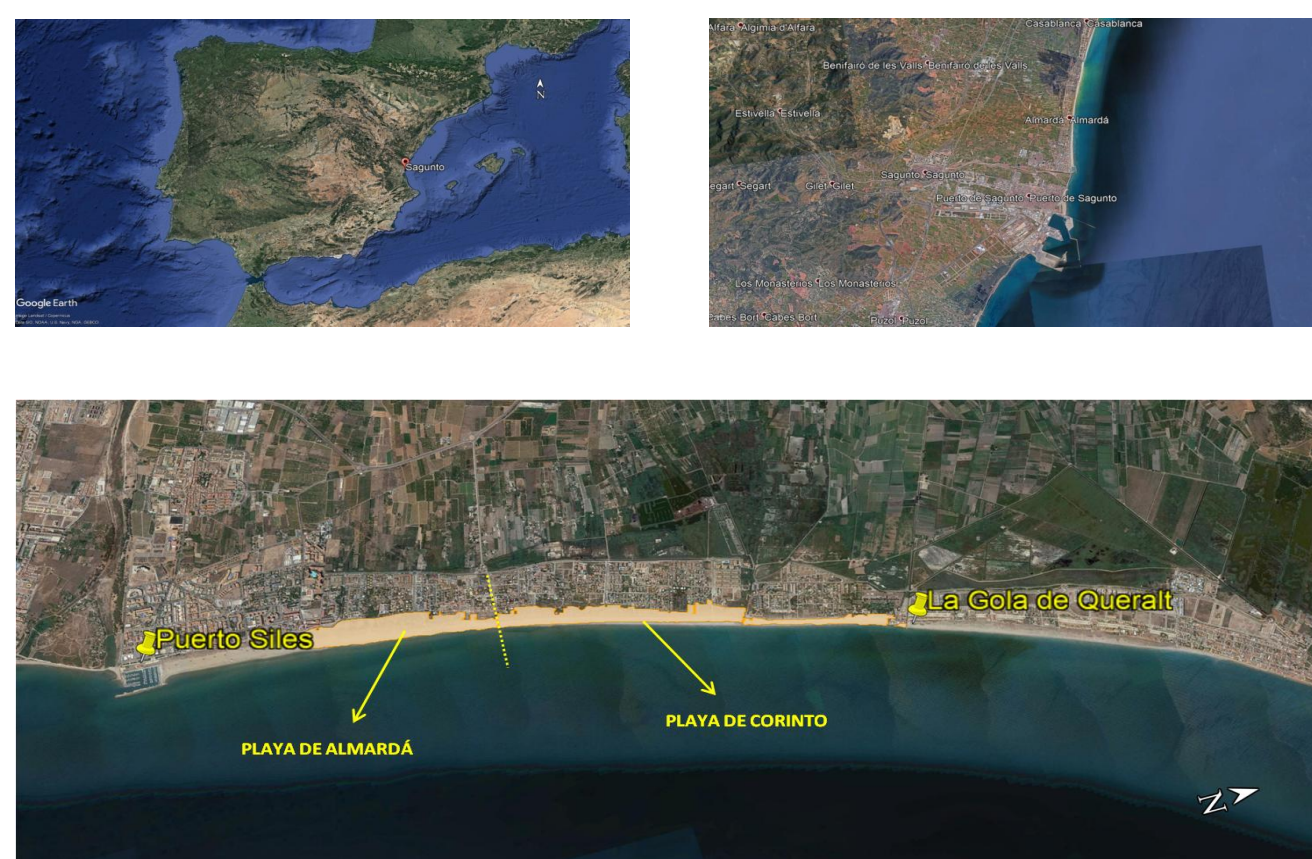 N
Sagunto
Google Earth
Alfara Algimia d'Alfara
Casablanca Casablanca
Benifairó de les Valls Benifairó de les Valls
Estivella Estivella
Almardá Almardá
Sagunto Sagunto
Segart Gilet Gilet
Puerto de Sagunto Puerto de Sagunto
Los Monasterios Los Monasterios
Bort Cabes Bort
Puzol Puzol
La Gola de Queralt
Puerto Siles
PLAYA DE CORINTO
PLAYA DE ALMARDÁ
N